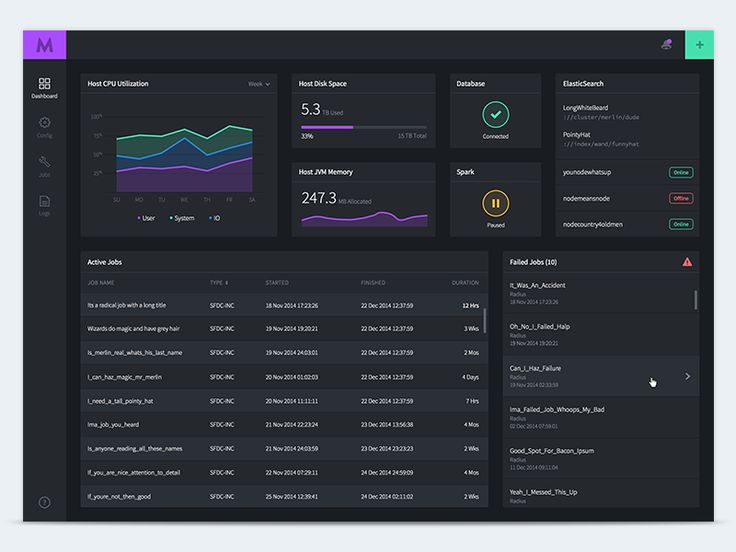 M
+
Dashboard
Config
Jobs
Logs
?
Host CPU Utilization
Week
100%
75%
50%
25%
SU MO TU WE TH FR SA
User System IO
Host Disk Space
5.3 TB Used
33% 15 TB Total
Host JVM Memory
247.3 MB Allocated
Database
Connected
Spark
Paused
ElasticSearch
LongWhiteBeard
://cluster/merlin/dude
PointyHat
://index/wand/funnyhat
younodewhatsup Online
nodemeansnode Offline
nodecountry4oldmen Online
Active Jobs
JOB NAME TYPE STARTED FINISHED DURATION
Its a radical job with a long title SFDC-INC 18 Nov 2014 17:23:26 22 Dec 2014 12:37:59 12 Hrs
Wizards do magic and have grey hair SFDC-INC 19 Nov 2014 19:20:21 22 Dec 2014 12:37:59 3 Wks
Is_merlin_real_whats_his_last_name SFDC-INC 19 Nov 2014 24:03:01 22 Dec 2014 12:37:59 2 Mos
I_can_haz_magic_mr_merlin SFDC-INC 20 Nov 2014 01:02:03 22 Dec 2014 12:37:59 4 Days
I_need_a_tall_pointy_hat SFDC-INC 20 Nov 2014 11:11:11 22 Dec 2014 12:37:59 7 Hrs
Ima_job_you_heard SFDC-INC 21 Nov 2014 22:23:24 23 Dec 2014 13:56:38 4 Mos
Is_anyone_reading_all_these_names SFDC-INC 21 Nov 2014 24:03:59 23 Dec 2014 23:23:23 2 Wks
If_you_are_nice_attention_to_detail SFDC-INC 22 Nov 2014 07:29:11 24 Dec 2014 24:59:09 4 Mos
If_youre_not_then_good SFDC-INC 25 Nov 2014 12:39:41 24 Dec 2014 02:11:02 2 Wks
Failed Jobs (10)
It_Was_An_Accident
Radius
18 Nov 2014 17:23:26
Oh_No_I_Failed_Halp
Radius
19 Nov 2014 19:20:21
Can_I_Haz_Failure
Radius
19 Nov 2014 02:33:59
Ima_Failed_Job_Whoops_My_Bad
Radius
02 Dec 2014 07:59:01
Good_Spot_For_Bacon_Ipsum
Radius
11 Dec 2014 09:11:04
Yeah_I_Messed_This_Up
Radius